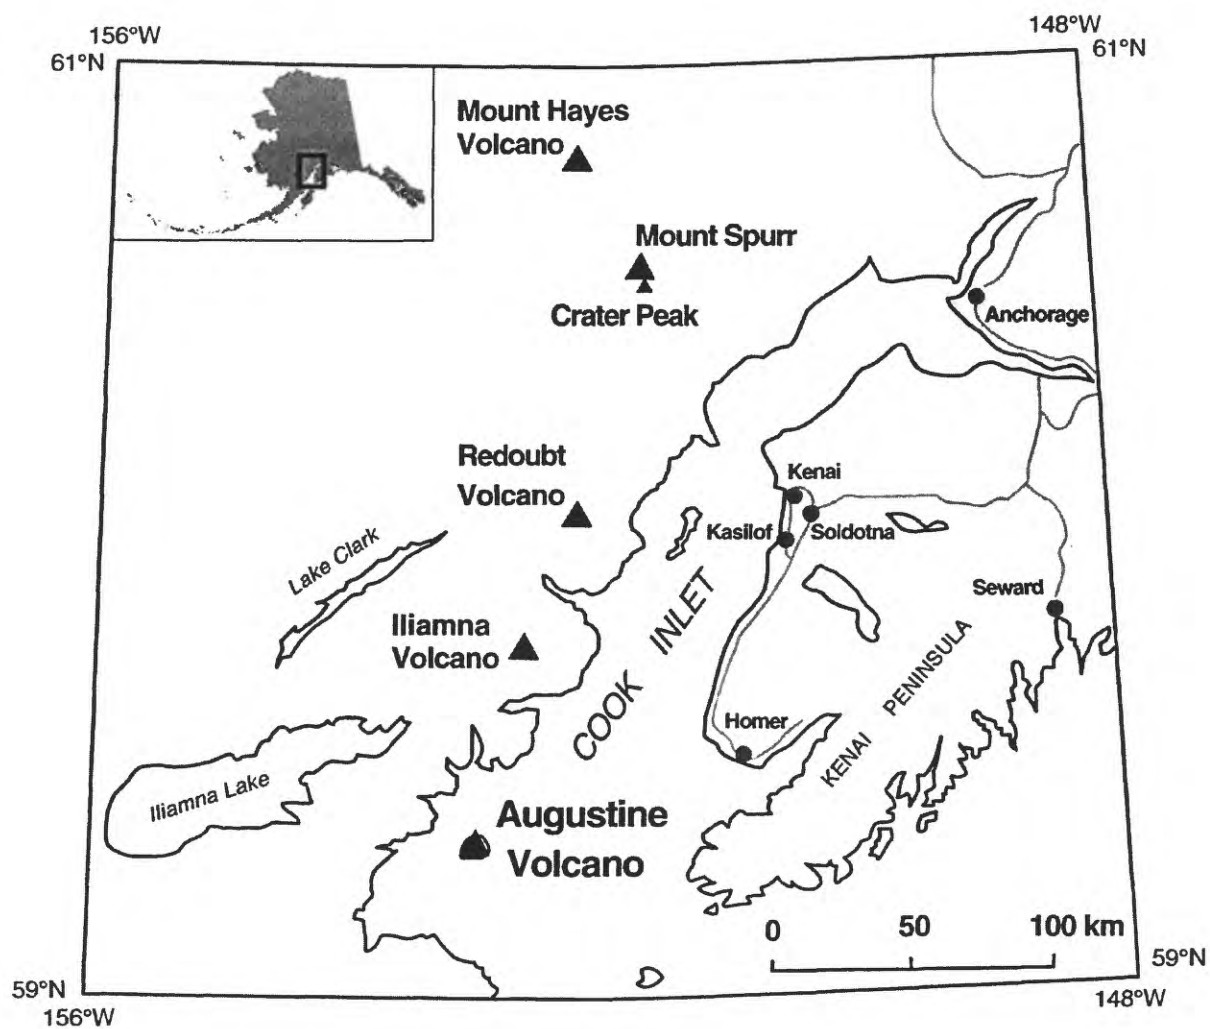 156°W
148°W
61°N
61°N
Mount Hayes
Volcano
Mount Spurr
Crater Peak
Anchorage
Redoubt
Volcano
Kenai
Kasilof
Soldotna
Lake Clark
Seward
Iliamna
Volcano
COOK INLET
KENAI PENINSULA
Homer
Iliamna Lake
Augustine
Volcano
0 50 100 km
59°N
59°N
156°W
148°W